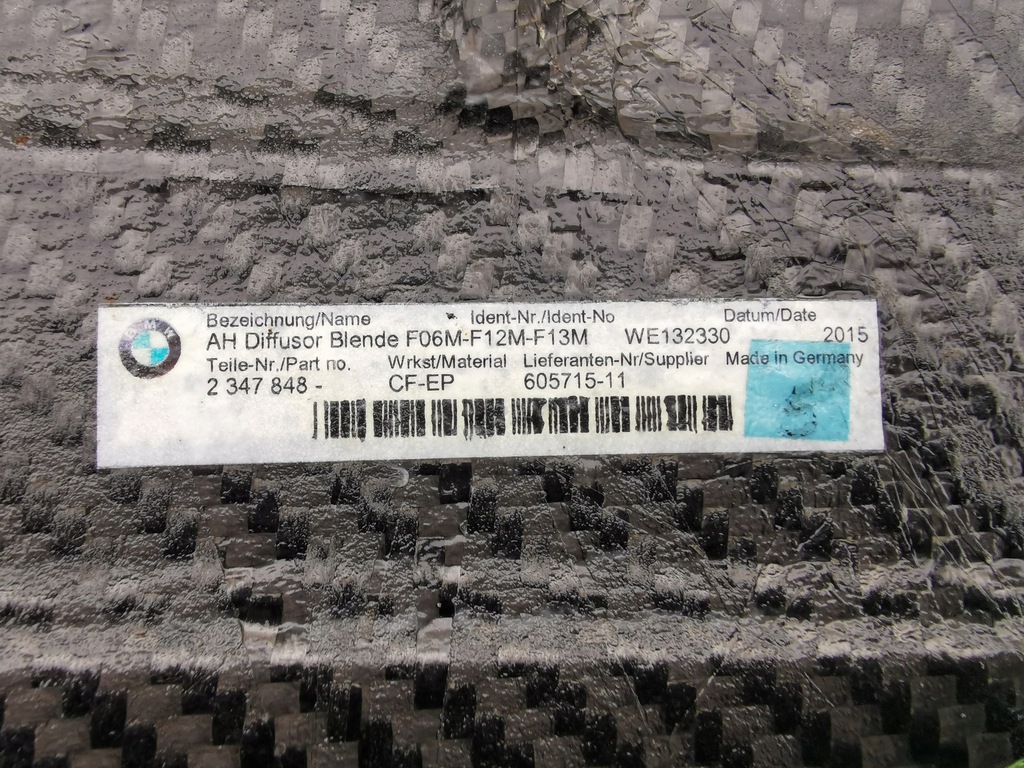 BMW
Bezeichnung/Name Ident-Nr./Ident-No Datum/Date
AH Diffusor Blende F06M-F12M-F13M WE132330 2015
Teile-Nr./Part no. Wrkst/Material Lieferanten-Nr/Supplier Made in Germany
2 347 848 - CF-EP 605715-11